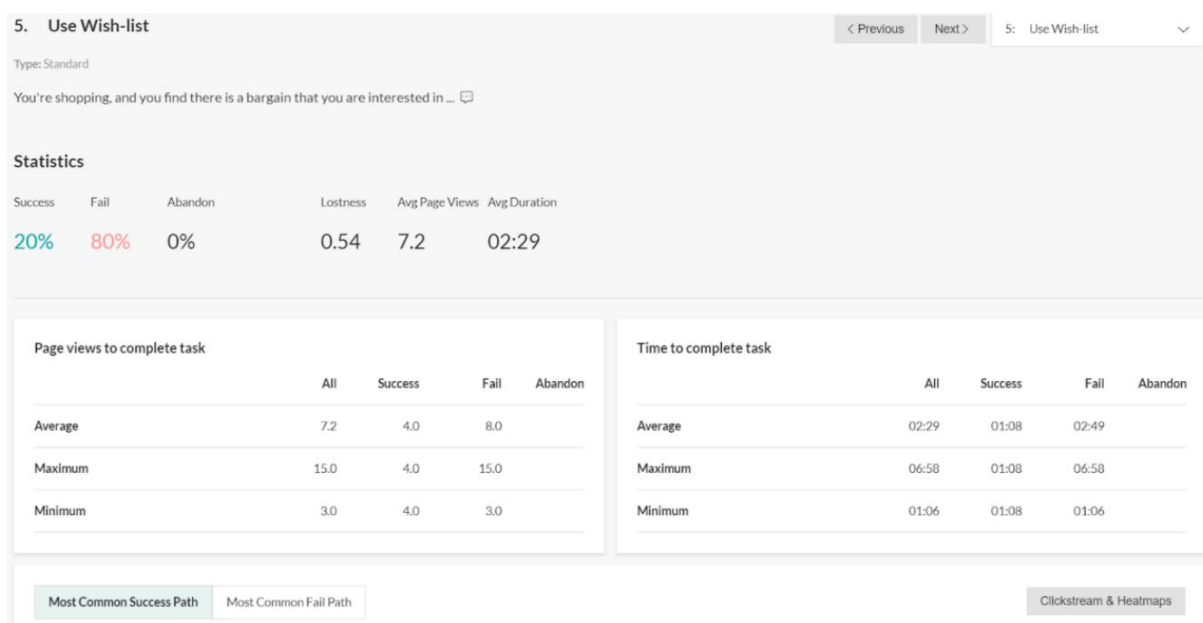 5. Use Wish-list
< Previous Next > 5: Use Wish-list
Type: Standard
You're shopping, and you find there is a bargain that you are interested in ...
Statistics
Success Fail Abandon Lostness Avg Page Views Avg Duration
20% 80% 0% 0.54 7.2 02:29
Page views to complete task
All Success Fail Abandon
Average 7.2 4.0 8.0
Maximum 15.0 4.0 15.0
Minimum 3.0 4.0 3.0
Time to complete task
All Success Fail Abandon
Average 02:29 01:08 02:49
Maximum 06:58 01:08 06:58
Minimum 01:06 01:08 01:06
Most Common Success Path Most Common Fail Path Clickstream & Heatmaps